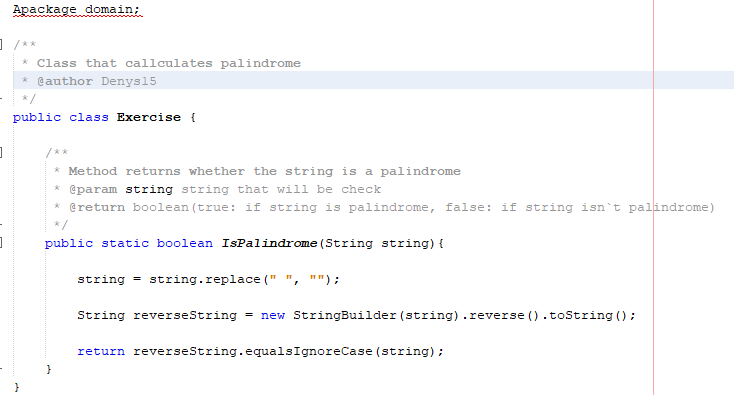 Apackage domain;
/**
* Class that callculates palindrome
* @author Denysl5
*/
public class Exercise {
/**
* Method returns whether the string is a palindrome
* @param string string that will be check
* @return boolean(true: if string is palindrome, false: if string isn`t palindrome)
*/
public static boolean IsPalindrome(String string){
string = string.replace(" ", "");
String reverseString = new StringBuilder(string).reverse().toString();
return reverseString.equalsIgnoreCase(string);
}
}